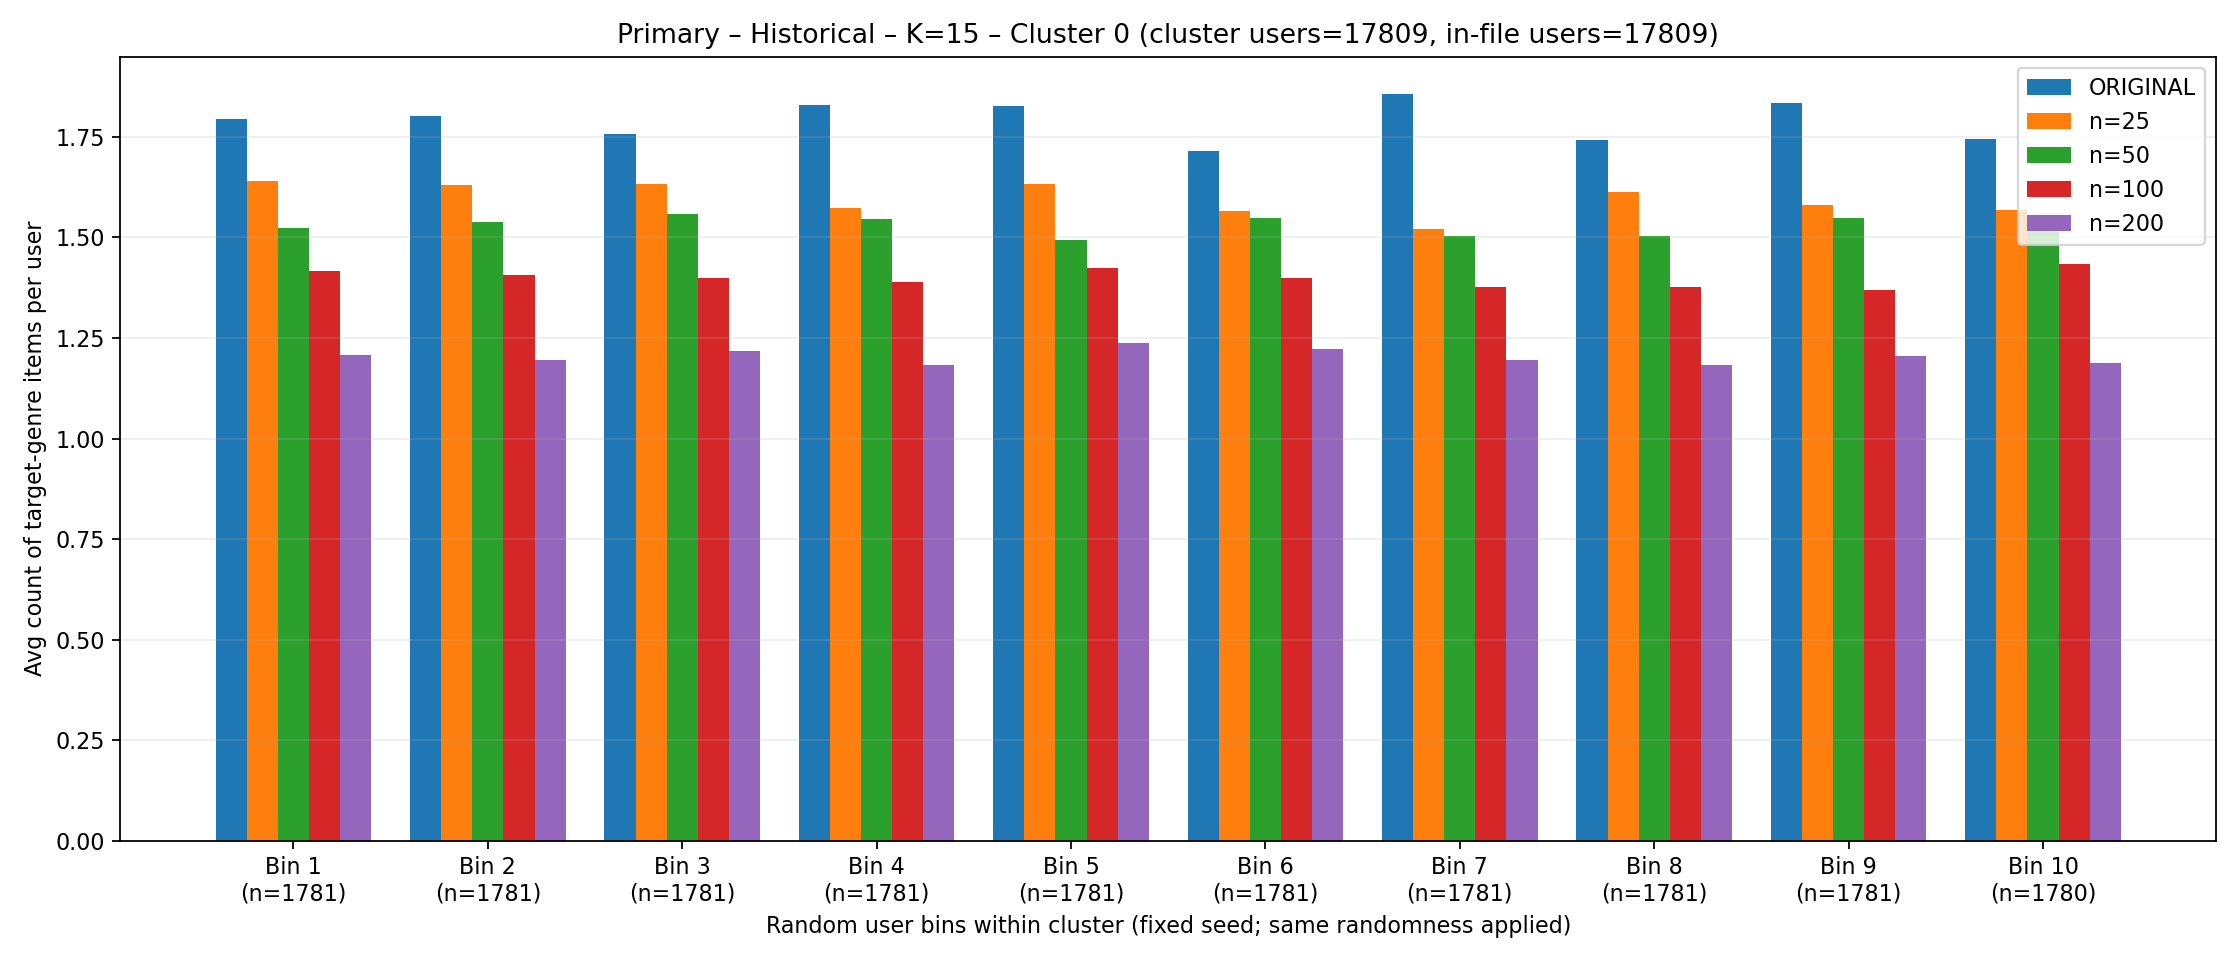 Primary – Historical – K=15 – Cluster 0 (cluster users=17809, in-file users=17809)
ORIGINAL
n=25
n=50
n=100
n=200
Avg count of target-genre items per user
1.75
1.50
1.25
1.00
0.75
0.50
0.25
0.00
Bin 1 Bin 2 Bin 3 Bin 4 Bin 5 Bin 6 Bin 7 Bin 8 Bin 9 Bin 10
(n=1781) (n=1781) (n=1781) (n=1781) (n=1781) (n=1781) (n=1781) (n=1781) (n=1781) (n=1780)
Random user bins within cluster (fixed seed; same randomness applied)